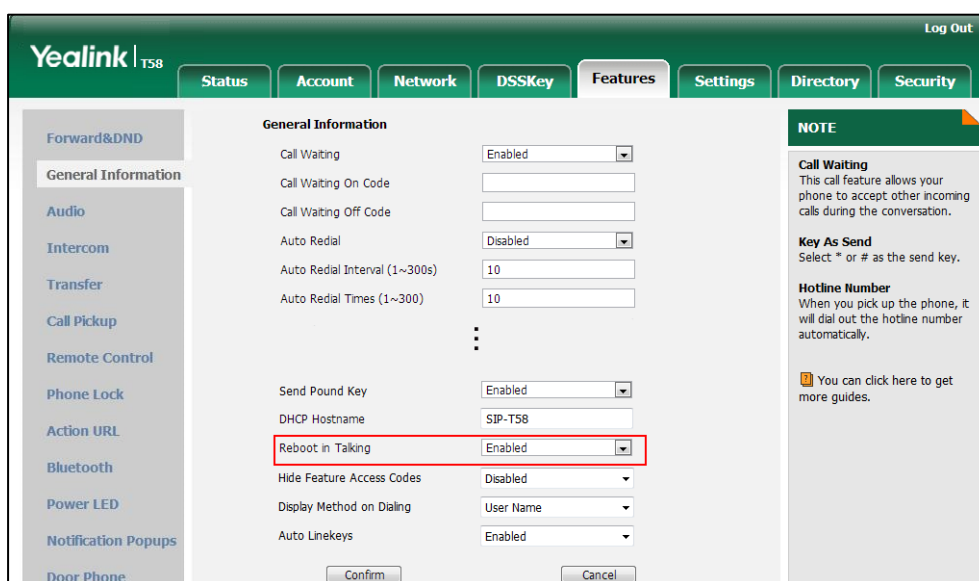 Log Out
Yealink T58
Status Account Network DSSKey Features Settings Directory Security
Forward&DND
General Information
Audio
Intercom
Transfer
Call Pickup
Remote Control
Phone Lock
Action URL
Bluetooth
Power LED
Notification Popups
Door Phone
General Information
Call Waiting Enabled
Call Waiting On Code
Call Waiting Off Code
Auto Redial Disabled
Auto Redial Interval (1~300s) 10
Auto Redial Times (1~300) 10
Send Pound Key Enabled
DHCP Hostname SIP-T58
Reboot in Talking Enabled
Hide Feature Access Codes Disabled
Display Method on Dialing User Name
Auto Linekeys Enabled
Confirm Cancel
NOTE
Call Waiting
This call feature allows your
phone to accept other incoming
calls during the conversation.
Key As Send
Select * or # as the send key.
Hotline Number
When you pick up the phone, it
will dial out the hotline number
automatically.
You can click here to get
more guides.